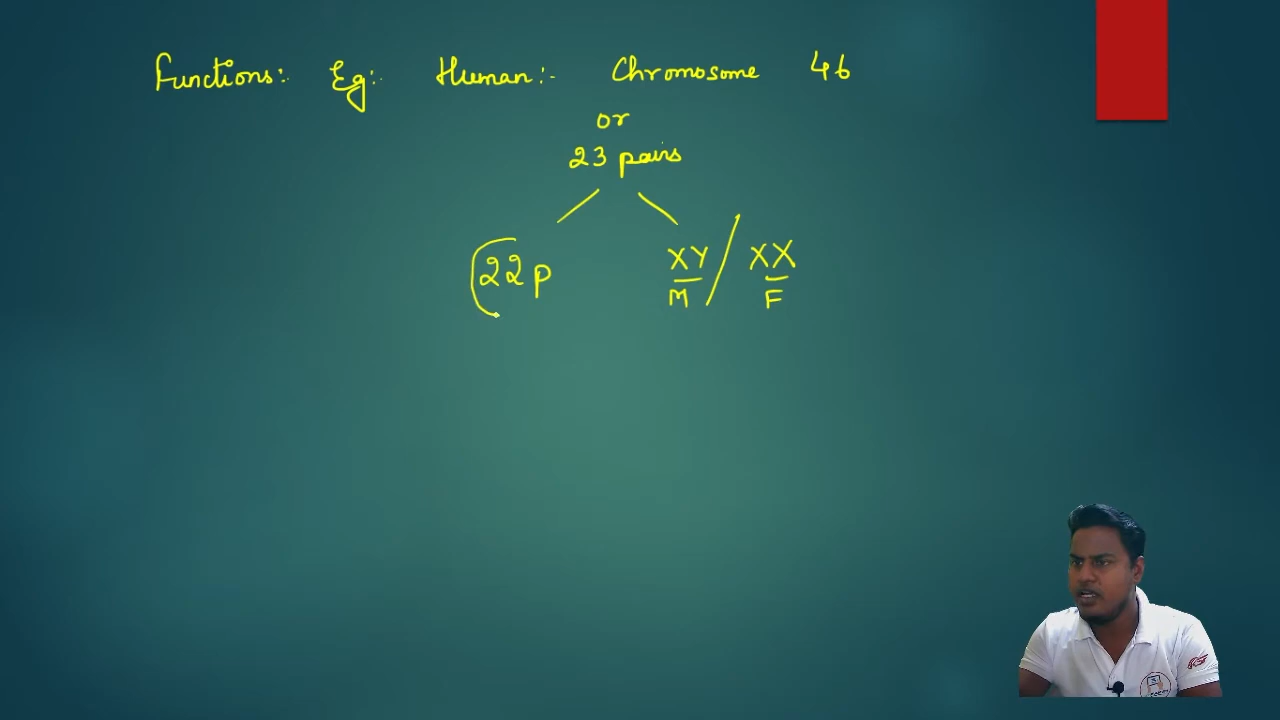 Functions:- Eg:- Human:- Chromosome 46
or
23 pairs
(22 p XY / XX
M F